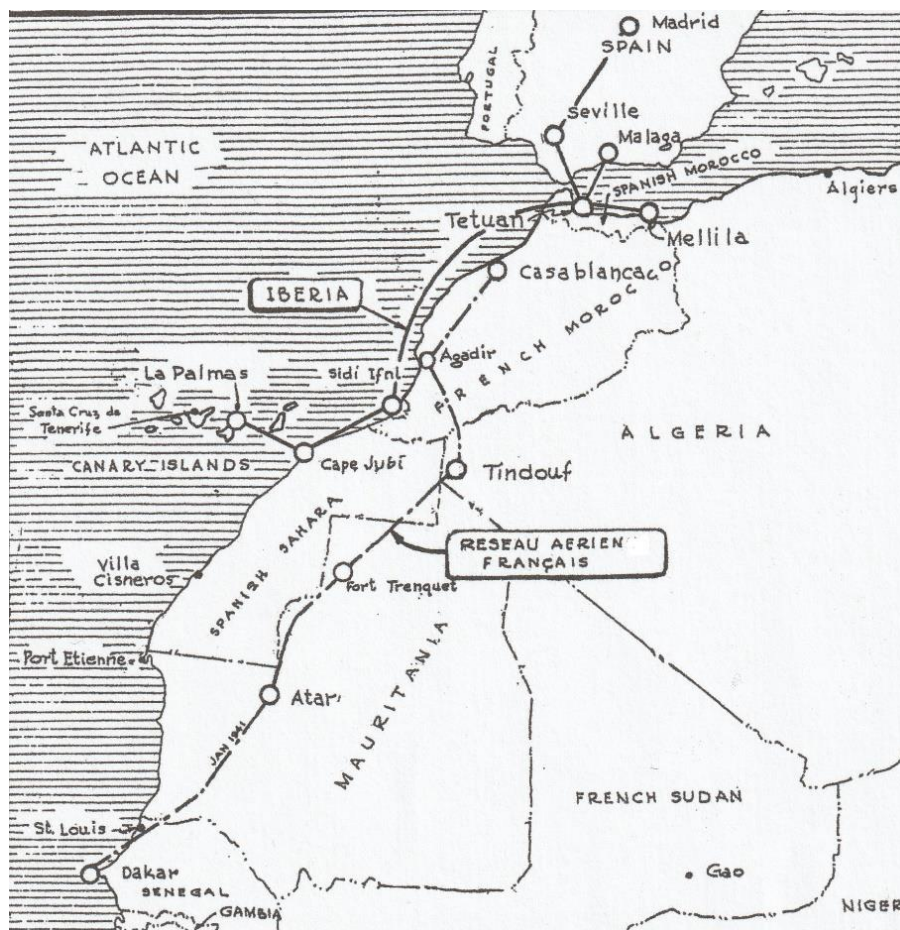 Madrid
SPAIN
PORTUGAL
Seville
Malaga
ATLANTIC
OCEAN
SPANISH MOROCCO
Algiers
Tetuan
Mellila
Casablanca
IBERIA
FRENCH MOROCCO
Agadir
La Palmas
Sidi Ifni
Santa Cruz de
Tenerife
ALGERIA
CANARY ISLANDS
Cape Jubi
Tindouf
SPANISH SAHARA
RESEAU AERIEN
FRANÇAIS
Villa
Cisneros
Fort Trenquet
Port Etienne
Atar
MAURITANIA
JAN 1941
FRENCH SUDAN
St. Louis
Dakar
SENEGAL
Gao
GAMBIA
NIGER